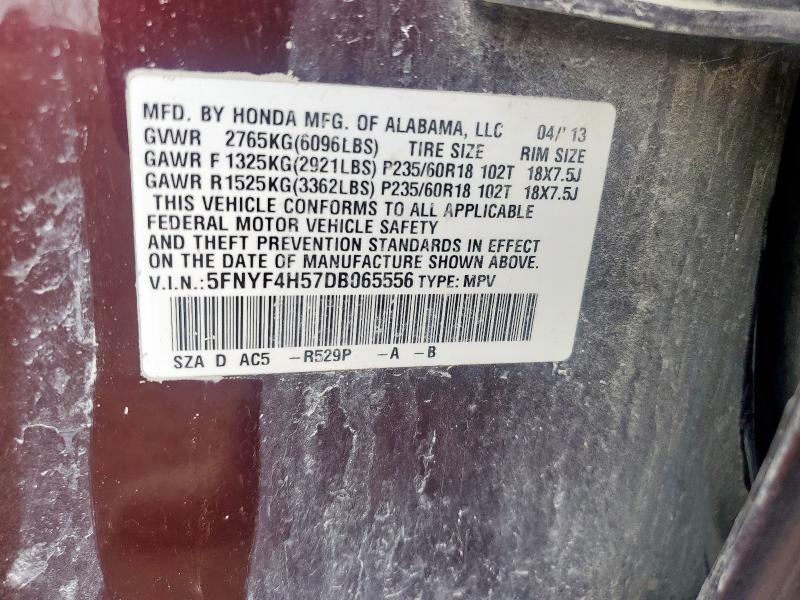 MFD. BY HONDA MFG. OF ALABAMA, LLC 04/'13
GVWR 2765KG(6096LBS) TIRE SIZE RIM SIZE
GAWR F 1325KG(2921LBS) P235/60R18 102T 18X7.5J
GAWR R1525KG(3362LBS) P235/60R18 102T 18X7.5J
THIS VEHICLE CONFORMS TO ALL APPLICABLE
FEDERAL MOTOR VEHICLE SAFETY
AND THEFT PREVENTION STANDARDS IN EFFECT
ON THE DATE OF MANUFACTURE SHOWN ABOVE.
V.I.N.:5FNYF4H57DB065556 TYPE: MPV
SZA D AC5 -R529P -A -B